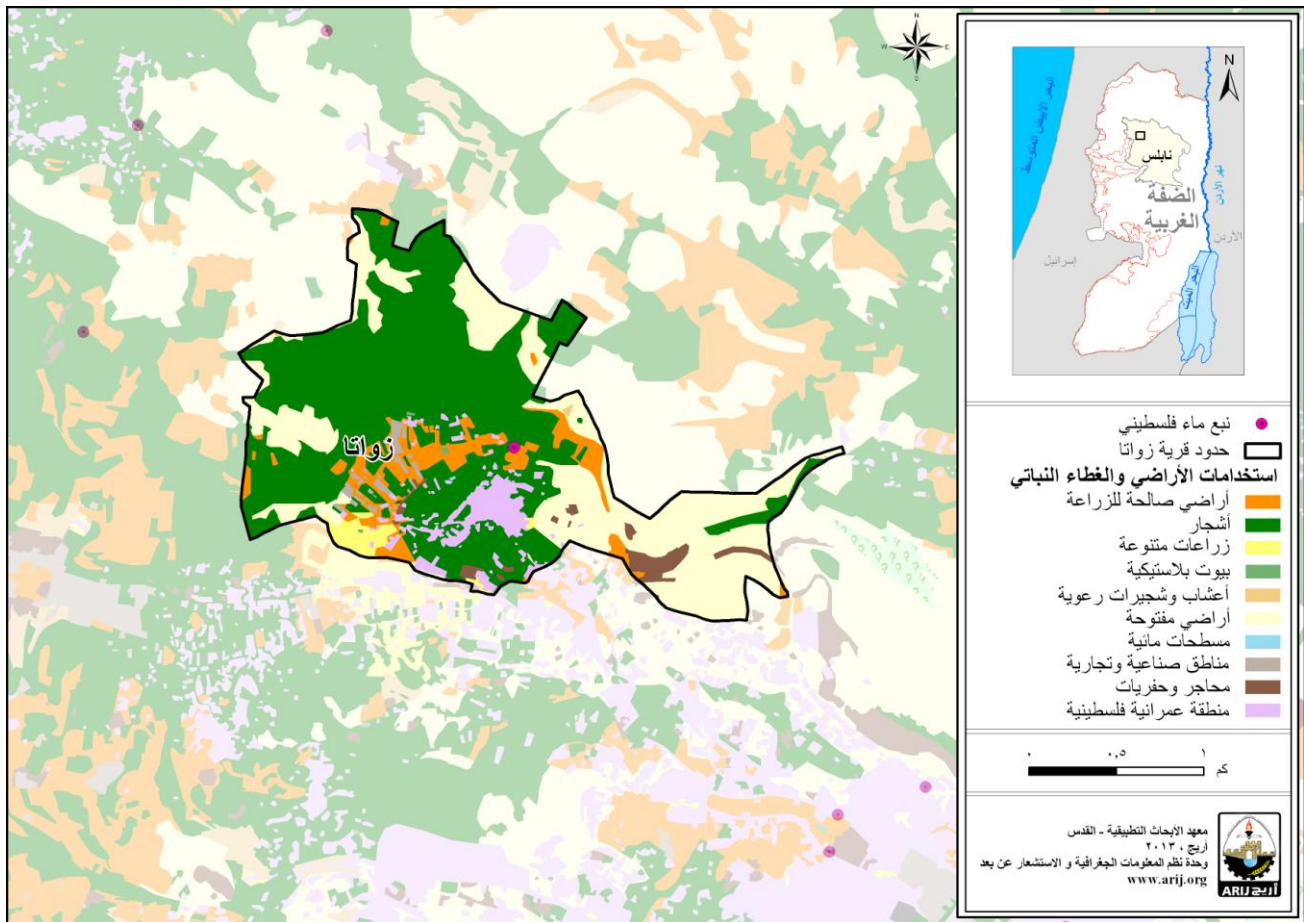 N
W
E
S
زواتا
N
البحر الابيض المتوسط
نابلس
الضفة
الغربية
نهر الأردن
الأردن
إسرائيل
البحر الميت
نبع ماء فلسطيني
حدود قرية زواتا
استخدامات الأراضي والغطاء النباتي
أراضي صالحة للزراعة
أشجار
زراعات متنوعة
بيوت بلاستيكية
أعشاب وشجيرات رعوية
أراضي مفتوحة
مسطحات مائية
مناطق صناعية وتجارية
محاجر وحفريات
منطقة عمرانية فلسطينية
٠ ٠,٥ ١
كم
معهد الأبحاث التطبيقية - القدس
أريج ، ٢٠١٣
وحدة نظم المعلومات الجغرافية و الاستشعار عن بعد
www.arij.org
أريج ARIJ